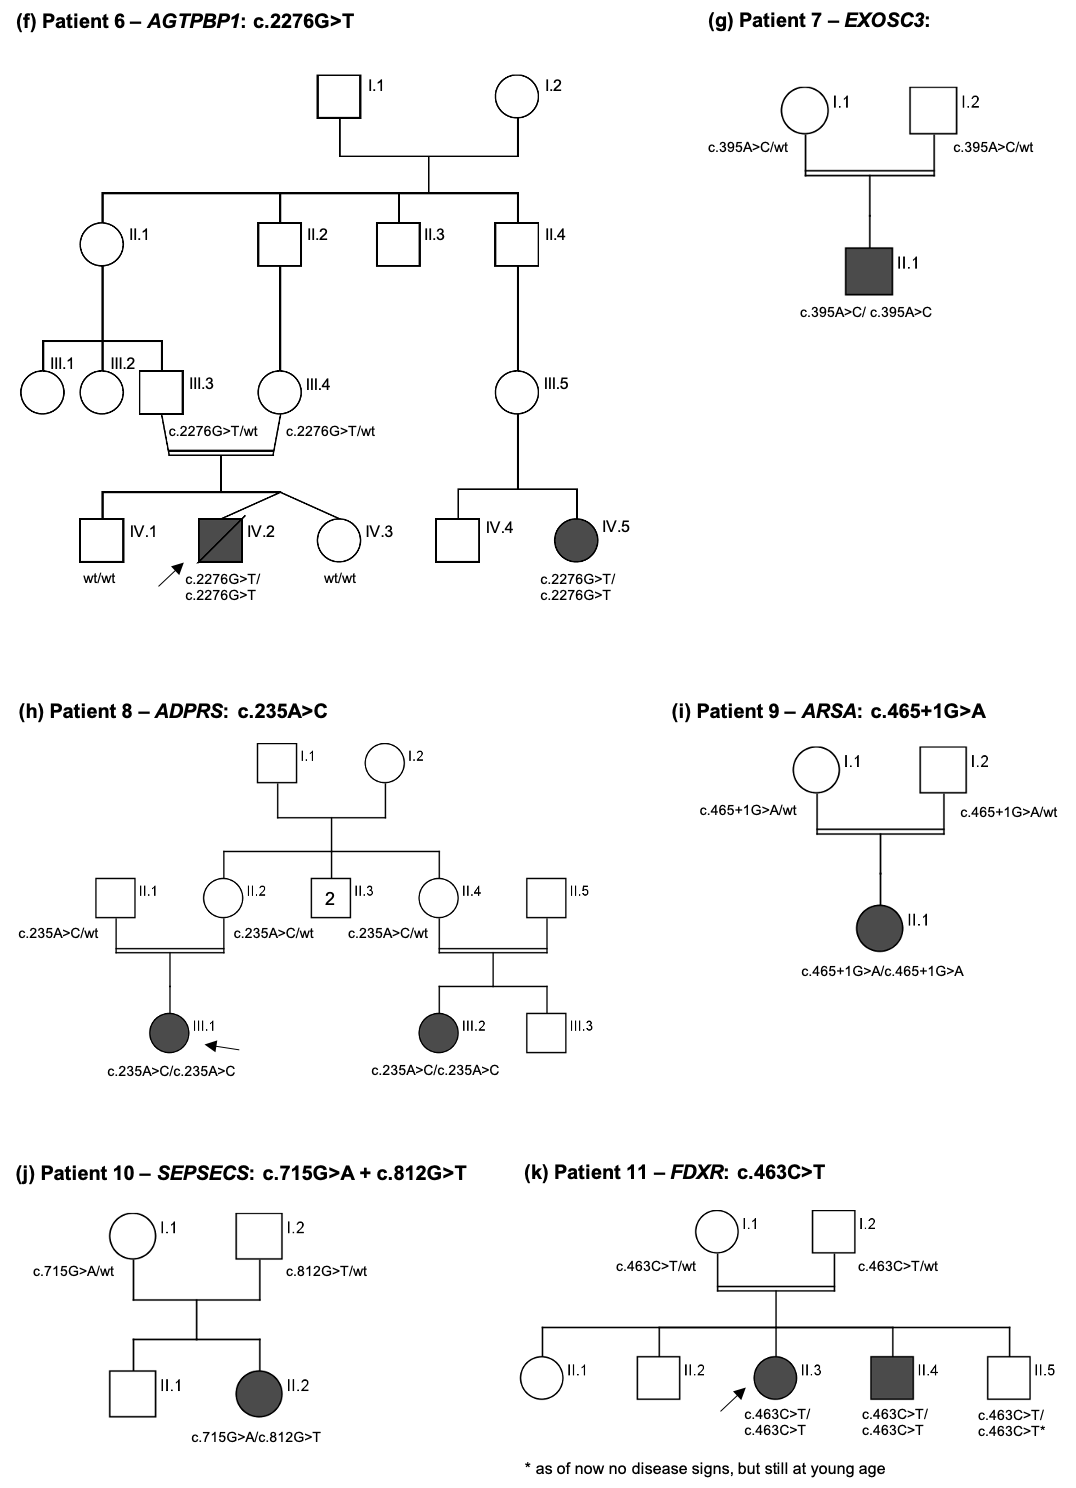 (f) Patient 6 – AGTPBP1: c.2276G>T
I.1
I.2
II.1
II.2
II.3
II.4
III.1
III.2
III.3
III.4
III.5
c.2276G>T/wt
c.2276G>T/wt
IV.1
IV.2
IV.3
IV.4
IV.5
wt/wt
c.2276G>T/
c.2276G>T
wt/wt
c.2276G>T/
c.2276G>T
(g) Patient 7 – EXOSC3:
I.1
I.2
c.395A>C/wt
c.395A>C/wt
II.1
c.395A>C/ c.395A>C
(h) Patient 8 – ADPRS: c.235A>C
I.1
I.2
II.1
II.2
2
II.3
II.4
II.5
c.235A>C/wt
c.235A>C/wt
c.235A>C/wt
III.1
III.2
III.3
c.235A>C/c.235A>C
c.235A>C/c.235A>C
(i) Patient 9 – ARSA: c.465+1G>A
I.1
I.2
c.465+1G>A/wt
c.465+1G>A/wt
II.1
c.465+1G>A/c.465+1G>A
(j) Patient 10 – SEPSECS: c.715G>A + c.812G>T
I.1
I.2
c.715G>A/wt
c.812G>T/wt
II.1
II.2
c.715G>A/c.812G>T
(k) Patient 11 – FDXR: c.463C>T
I.1
I.2
c.463C>T/wt
c.463C>T/wt
II.1
II.2
II.3
II.4
II.5
c.463C>T/
c.463C>T
c.463C>T/
c.463C>T
c.463C>T/
c.463C>T*
* as of now no disease signs, but still at young age